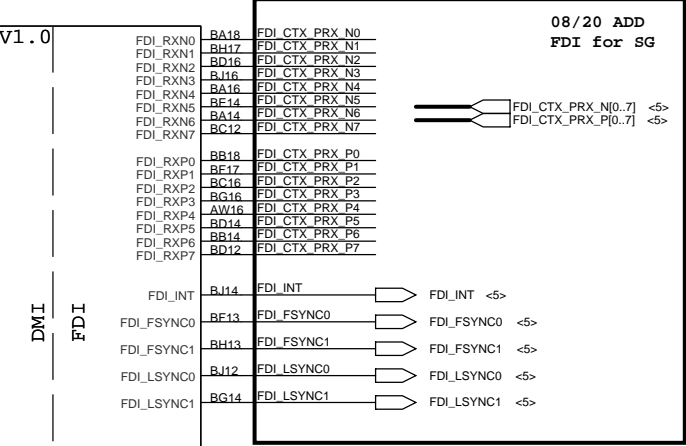 V1.0
08/20 ADD
FDI for SG
FDI_RXN0 BA18 FDI_CTX_PRX_N0
FDI_RXN1 BH17 FDI_CTX_PRX_N1
FDI_RXN2 BD16 FDI_CTX_PRX_N2
FDI_RXN3 BJ16 FDI_CTX_PRX_N3
FDI_RXN4 BA16 FDI_CTX_PRX_N4
FDI_RXN5 BE14 FDI_CTX_PRX_N5
FDI_RXN6 BA14 FDI_CTX_PRX_N6
FDI_RXN7 BC12 FDI_CTX_PRX_N7
FDI_CTX_PRX_N[0..7] <5>
FDI_CTX_PRX_P[0..7] <5>
FDI_RXP0 BB18 FDI_CTX_PRX_P0
FDI_RXP1 BF17 FDI_CTX_PRX_P1
FDI_RXP2 BC16 FDI_CTX_PRX_P2
FDI_RXP3 BG16 FDI_CTX_PRX_P3
FDI_RXP4 AW16 FDI_CTX_PRX_P4
FDI_RXP5 BD14 FDI_CTX_PRX_P5
FDI_RXP6 BB14 FDI_CTX_PRX_P6
FDI_RXP7 BD12 FDI_CTX_PRX_P7
DMI
FDI
FDI_INT BJ14 FDI_INT FDI_INT <5>
FDI_FSYNC0 BF13 FDI_FSYNC0 FDI_FSYNC0 <5>
FDI_FSYNC1 BH13 FDI_FSYNC1 FDI_FSYNC1 <5>
FDI_LSYNC0 BJ12 FDI_LSYNC0 FDI_LSYNC0 <5>
FDI_LSYNC1 BG14 FDI_LSYNC1 FDI_LSYNC1 <5>